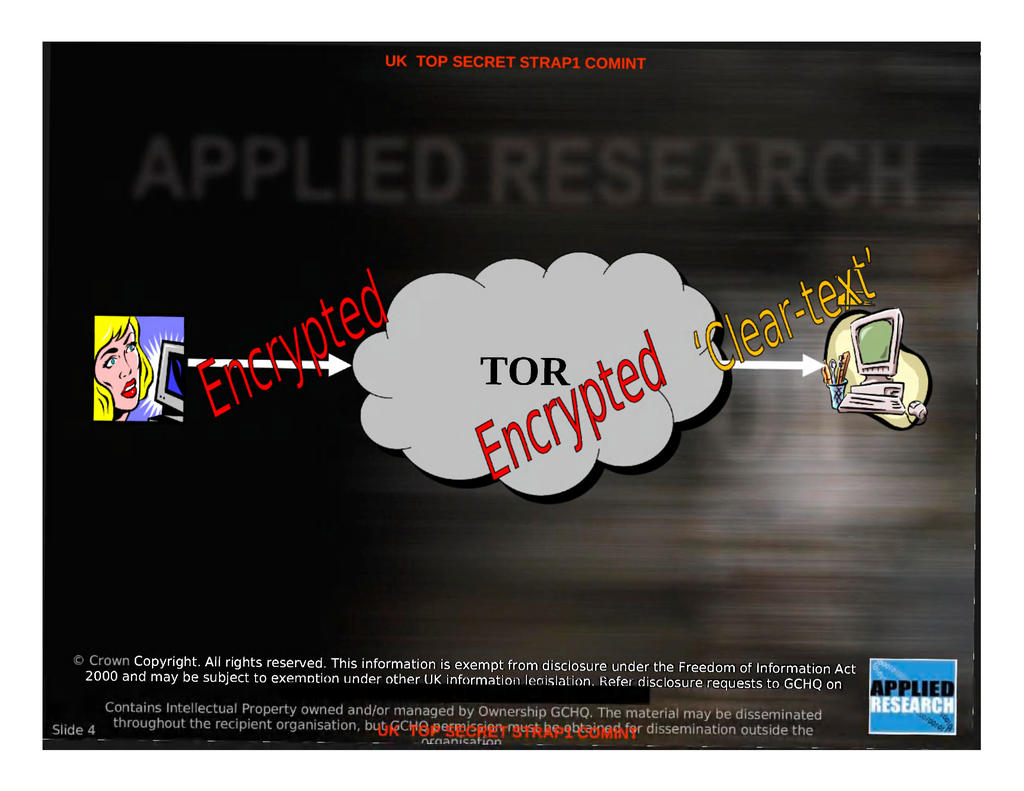 UK TOP SECRET STRAP1 COMINT
APPLIED RESEARCH
Encrypted
TOR
Encrypted
'Clear-text'
© Crown Copyright. All rights reserved. This information is exempt from disclosure under the Freedom of Information Act
2000 and may be subject to exemption under other UK information legislation. Refer disclosure requests to GCHQ on
Contains Intellectual Property owned and/or managed by Ownership GCHQ. The material may be disseminated
throughout the recipient organisation, but GCHQ permission must be obtained for dissemination outside the
organisation
UK TOP SECRET STRAP1 COMINT
Slide 4
APPLIED
RESEARCH